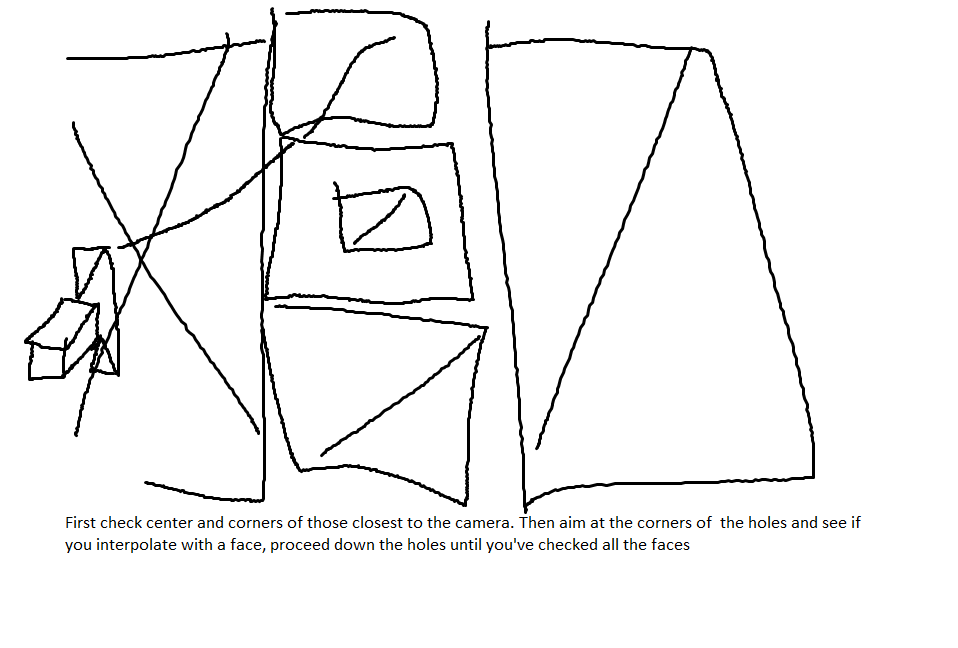 First check center and corners of those closest to the camera. Then aim at the corners of  the holes and see if
you interpolate with a face, proceed down the holes until you've checked all the faces